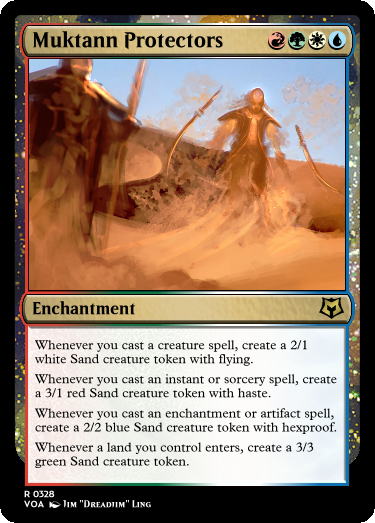 Muktann Protectors
Enchantment
Whenever you cast a creature spell, create a 2/1
white Sand creature token with flying.
Whenever you cast an instant or sorcery spell, create
a 3/1 red Sand creature token with haste.
Whenever you cast an enchantment or artifact spell,
create a 2/2 blue Sand creature token with hexproof.
Whenever a land you control enters, create a 3/3
green Sand creature token.
R 0328
VOA Jim "Dreadjim" Ling